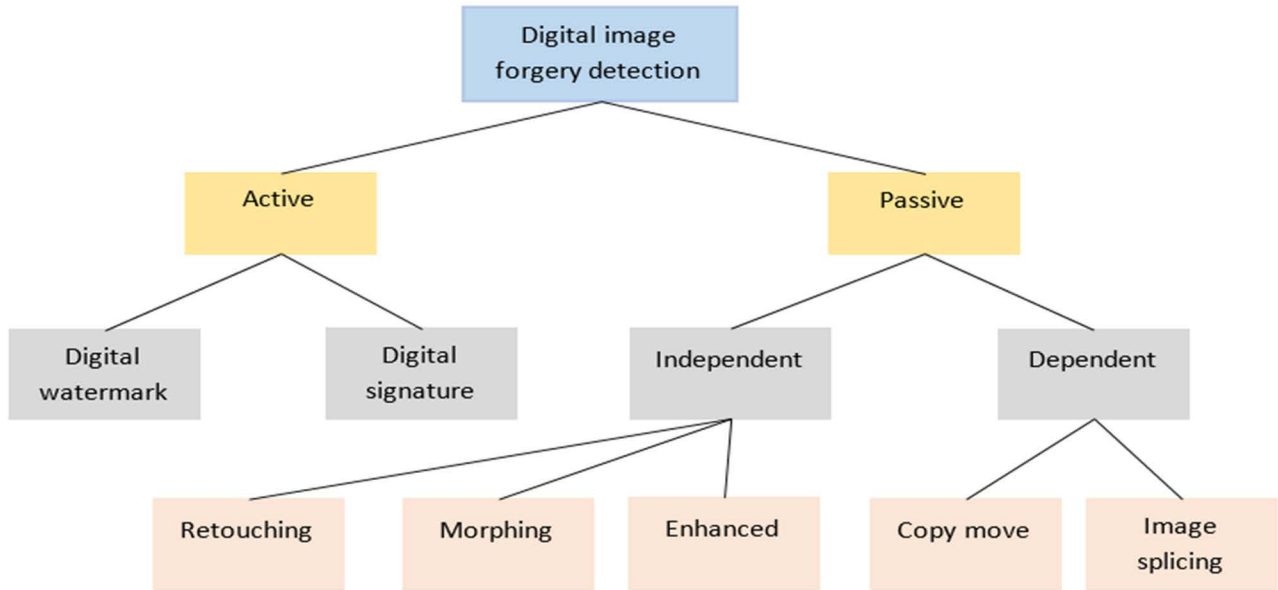 Digital image
forgery detection
Active
Passive
Digital
watermark
Digital
signature
Independent
Dependent
Retouching
Morphing
Enhanced
Copy move
Image
splicing